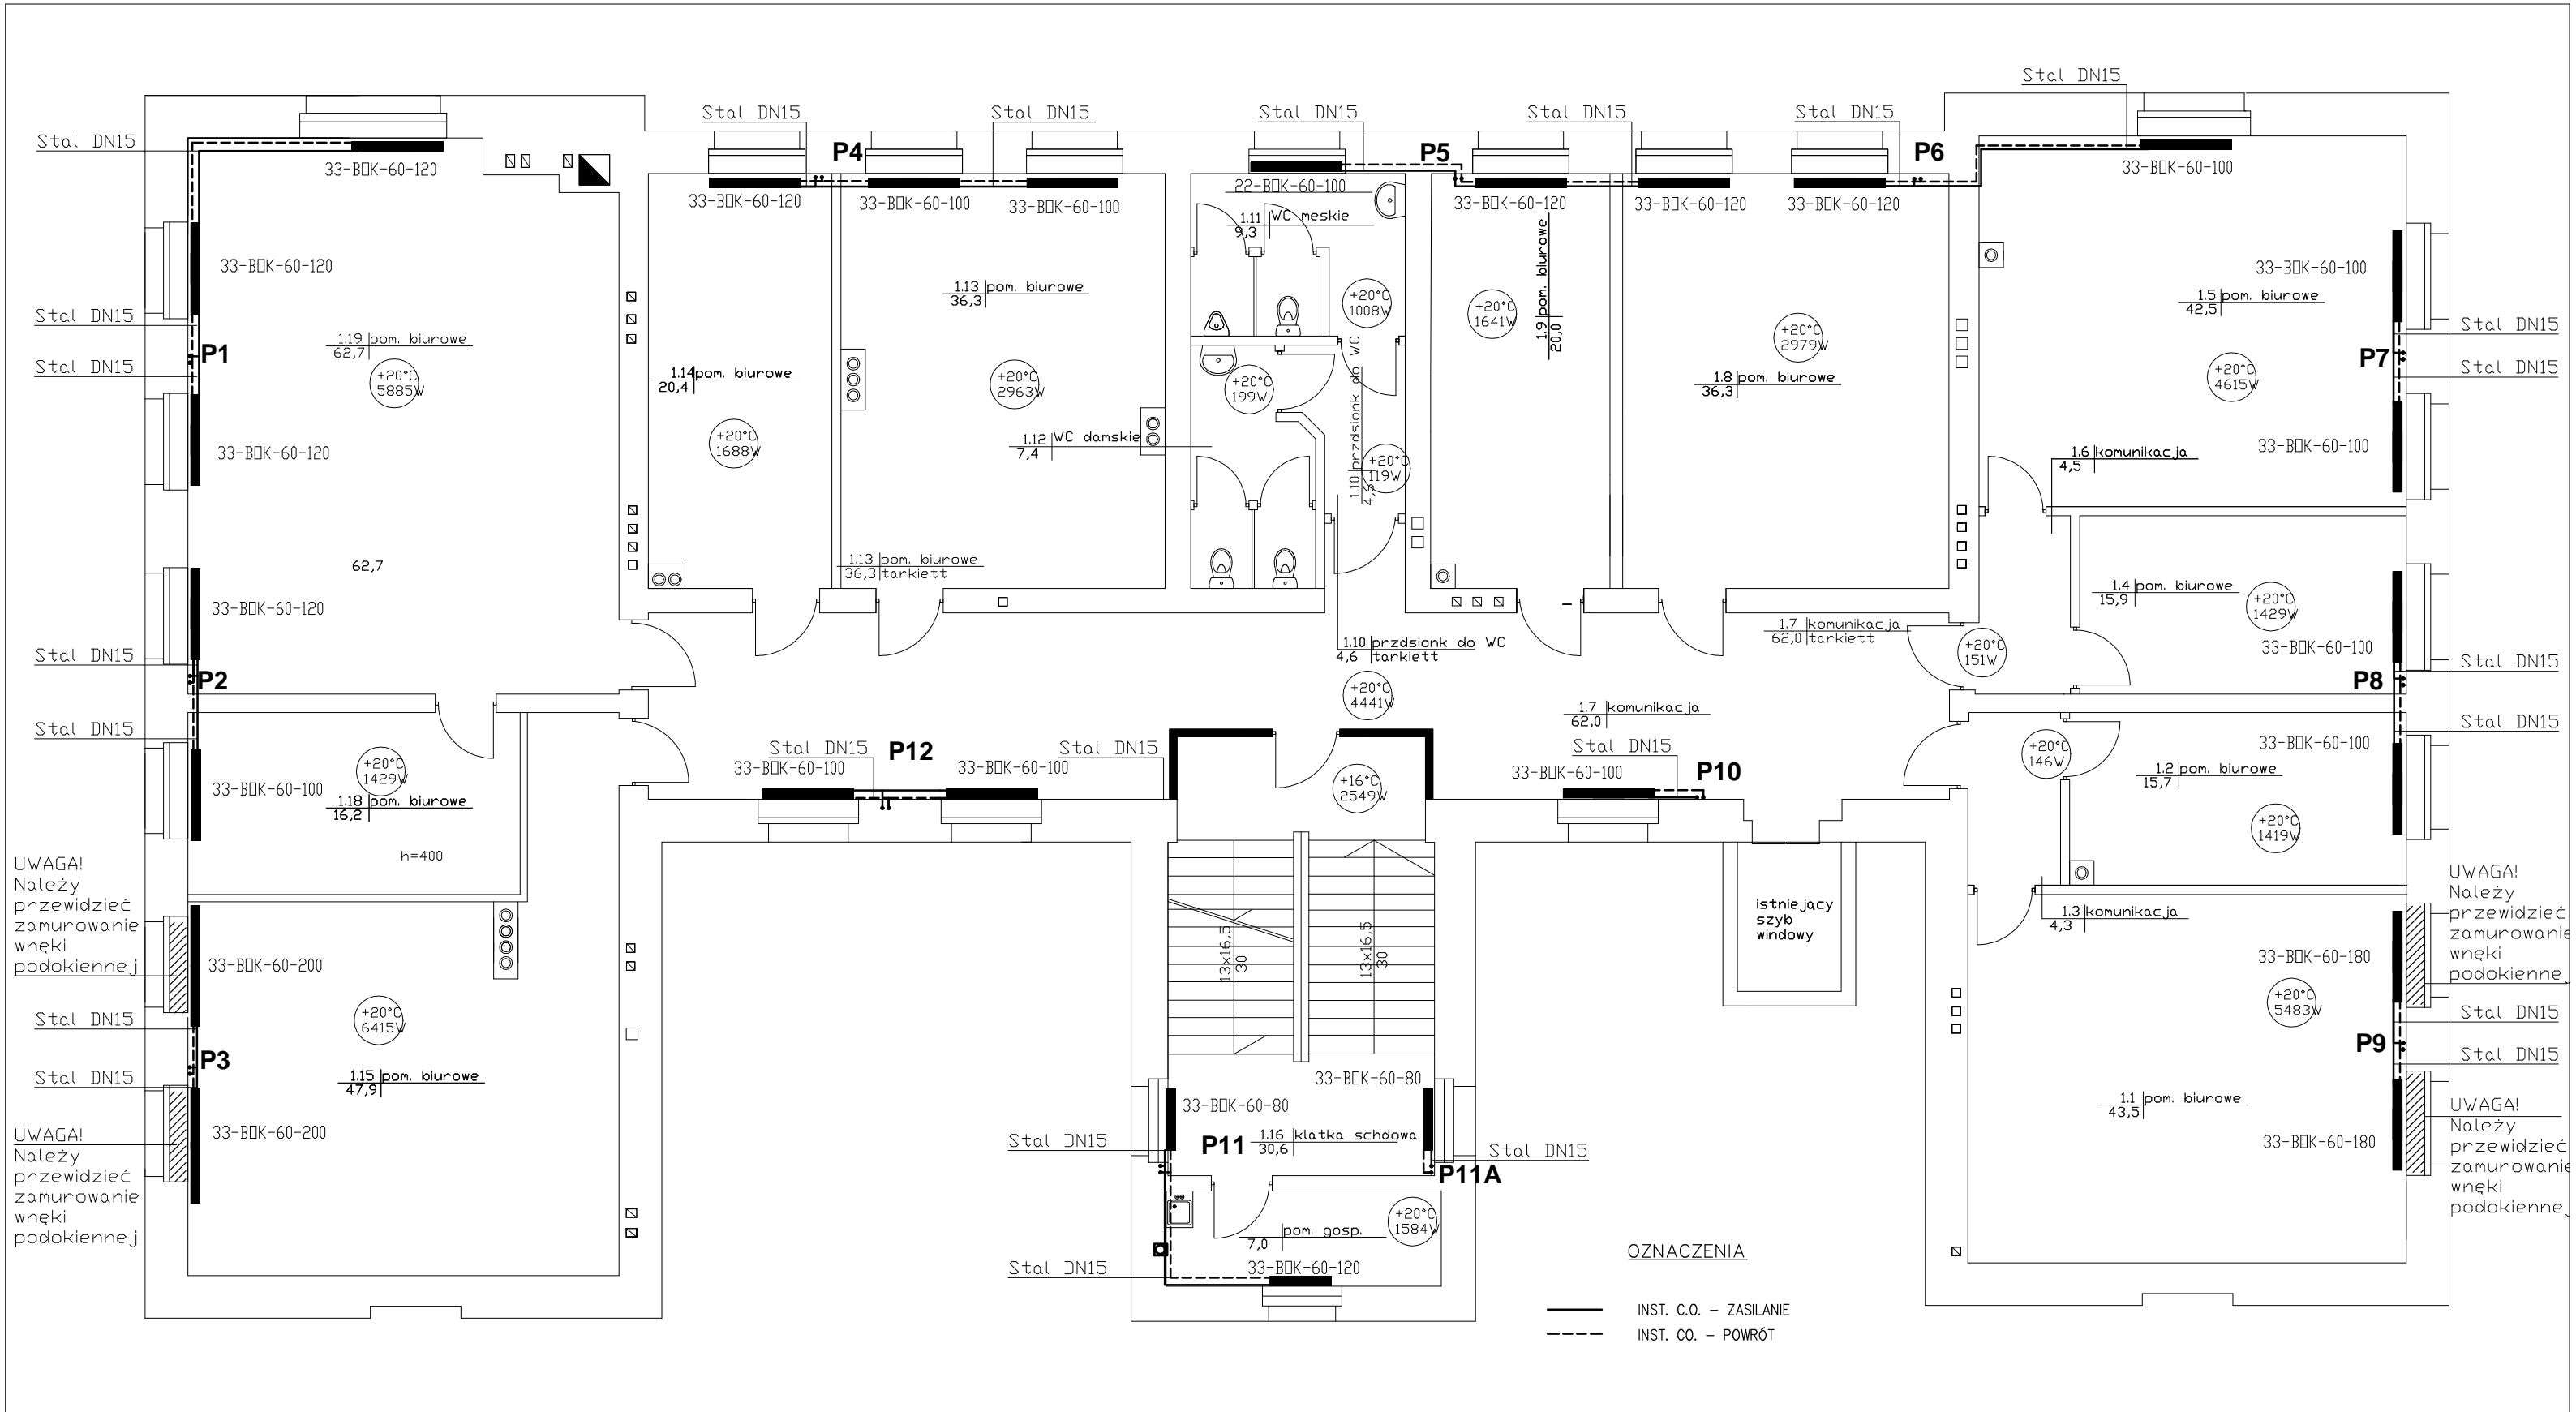 Stal DN15
Stal DN15
Stal DN15
Stal DN15
Stal DN15
Stal DN15
Stal DN15
P4
P5
P6
33-BOK-60-120
33-BOK-60-120
33-BOK-60-100
33-BOK-60-100
22-BOK-60-100
33-BOK-60-120
33-BOK-60-120
33-BOK-60-120
33-BOK-60-100
1.11 WC męskie
9,3
33-BOK-60-120
1.13 pom. biurowe
36,3
+20°C
1008W
+20°C
1641W
1.9 pom. biurowe
20,0
+20°C
2979W
33-BOK-60-100
1.5 pom. biurowe
42,5
Stal DN15
1.19 pom. biurowe
62,7
P1
Stal DN15
+20°C
5885W
1.14 pom. biurowe
20,4
+20°C
2963W
+20°C
199W
1.8 pom. biurowe
36,3
+20°C
4615W
P7
Stal DN15
Stal DN15
33-BOK-60-120
+20°C
1688W
1.12 WC damskie
7,4
1.10 przdsionk do WC
4,6
+20°C
119W
1.6 komunikacja
4,5
33-BOK-60-100
62,7
1.13 pom. biurowe
36,3 tarkiett
33-BOK-60-120
1.10 przdsionk do WC
4,6 tarkiett
1.7 komunikacja
62,0 tarkiett
1.4 pom. biurowe
15,9
+20°C
1429W
33-BOK-60-100
+20°C
151W
Stal DN15
P2
+20°C
4441W
P8
Stal DN15
1.7 komunikacja
62,0
Stal DN15
Stal DN15
P12
Stal DN15
Stal DN15
Stal DN15
33-BOK-60-100
33-BOK-60-100
33-BOK-60-100
P10
33-BOK-60-100
+20°C
1429W
33-BOK-60-100
1.18 pom. biurowe
16,2
+16°C
2549W
+20°C
146W
1.2 pom. biurowe
15,7
+20°C
1419W
h=400
UWAGA!
Należy
przewidzieć
zamurowanie
wnęki
podokiennej
33-BOK-60-200
13x16,5
30
13x16,5
30
istniejący
szyb
windowy
1.3 komunikacja
4,3
33-BOK-60-180
UWAGA!
Należy
przewidzieć
zamurowanie
wnęki
podokiennej
Stal DN15
+20°C
6415W
+20°C
5483W
Stal DN15
P3
P9
Stal DN15
Stal DN15
1.15 pom. biurowe
47,9
33-BOK-60-80
33-BOK-60-80
1.1 pom. biurowe
43,5
UWAGA!
Należy
przewidzieć
zamurowanie
wnęki
podokiennej
33-BOK-60-200
Stal DN15
P11
1.16 klatka schdowa
30,6
Stal DN15
P11A
33-BOK-60-180
UWAGA!
Należy
przewidzieć
zamurowanie
wnęki
podokiennej
+20°C
1584W
pom. gosp.
7,0
Stal DN15
33-BOK-60-120
OZNACZENIA
INST. C.O. – ZASILANIE
INST. CO. – POWRÓT